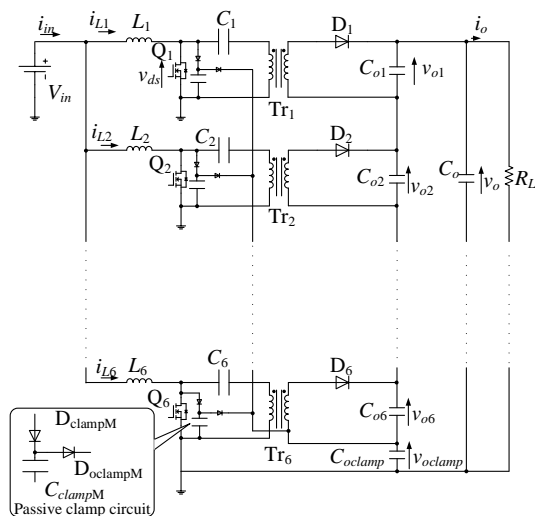 i_in
i_L1
L_1
C_1
D_1
i_o
Q_1
v_ds
V_in
Tr_1
C_o1
v_o1
i_L2
L_2
C_2
D_2
Q_2
Tr_2
C_o2
v_o2
C_o
v_o
R_L
i_L6
L_6
C_6
D_6
Q_6
Tr_6
C_o6
v_o6
C_oclamp
v_oclamp
D_clampM
D_oclampM
C_clampM
Passive clamp circuit